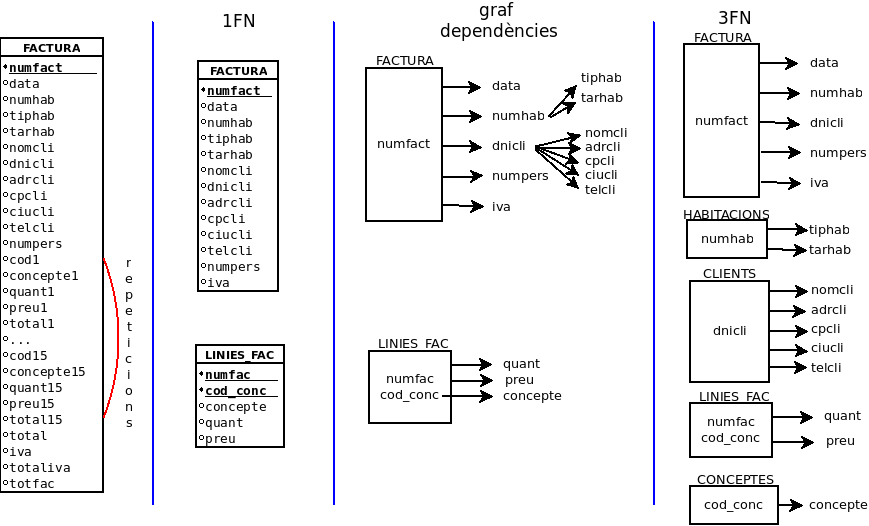 FACTURA
numfact
data
numhab
tiphab
tarhab
nomcli
dnicli
adrcli
cpcli
ciucli
telcli
numpers
cod1
concepte1
quant1
preu1
total1
...
cod15
concepte15
quant15
preu15
total15
total
iva
totaliva
totfac
repeticions
1FN
FACTURA
numfact
data
numhab
tiphab
tarhab
nomcli
dnicli
adrcli
cpcli
ciucli
telcli
numpers
iva
LINIES_FAC
numfac
cod_conc
concepte
quant
preu
graf
dependències
FACTURA
numfact
data
numhab
dnicli
numpers
iva
tiphab
tarhab
nomcli
adrcli
cpcli
ciucli
telcli
LINIES_FAC
numfac
cod_conc
quant
preu
concepte
3FN
FACTURA
numfact
data
numhab
dnicli
numpers
iva
HABITACIONS
numhab
tiphab
tarhab
CLIENTS
dnicli
nomcli
adrcli
cpcli
ciucli
telcli
LINIES_FAC
numfac
cod_conc
quant
preu
CONCEPTES
cod_conc
concepte